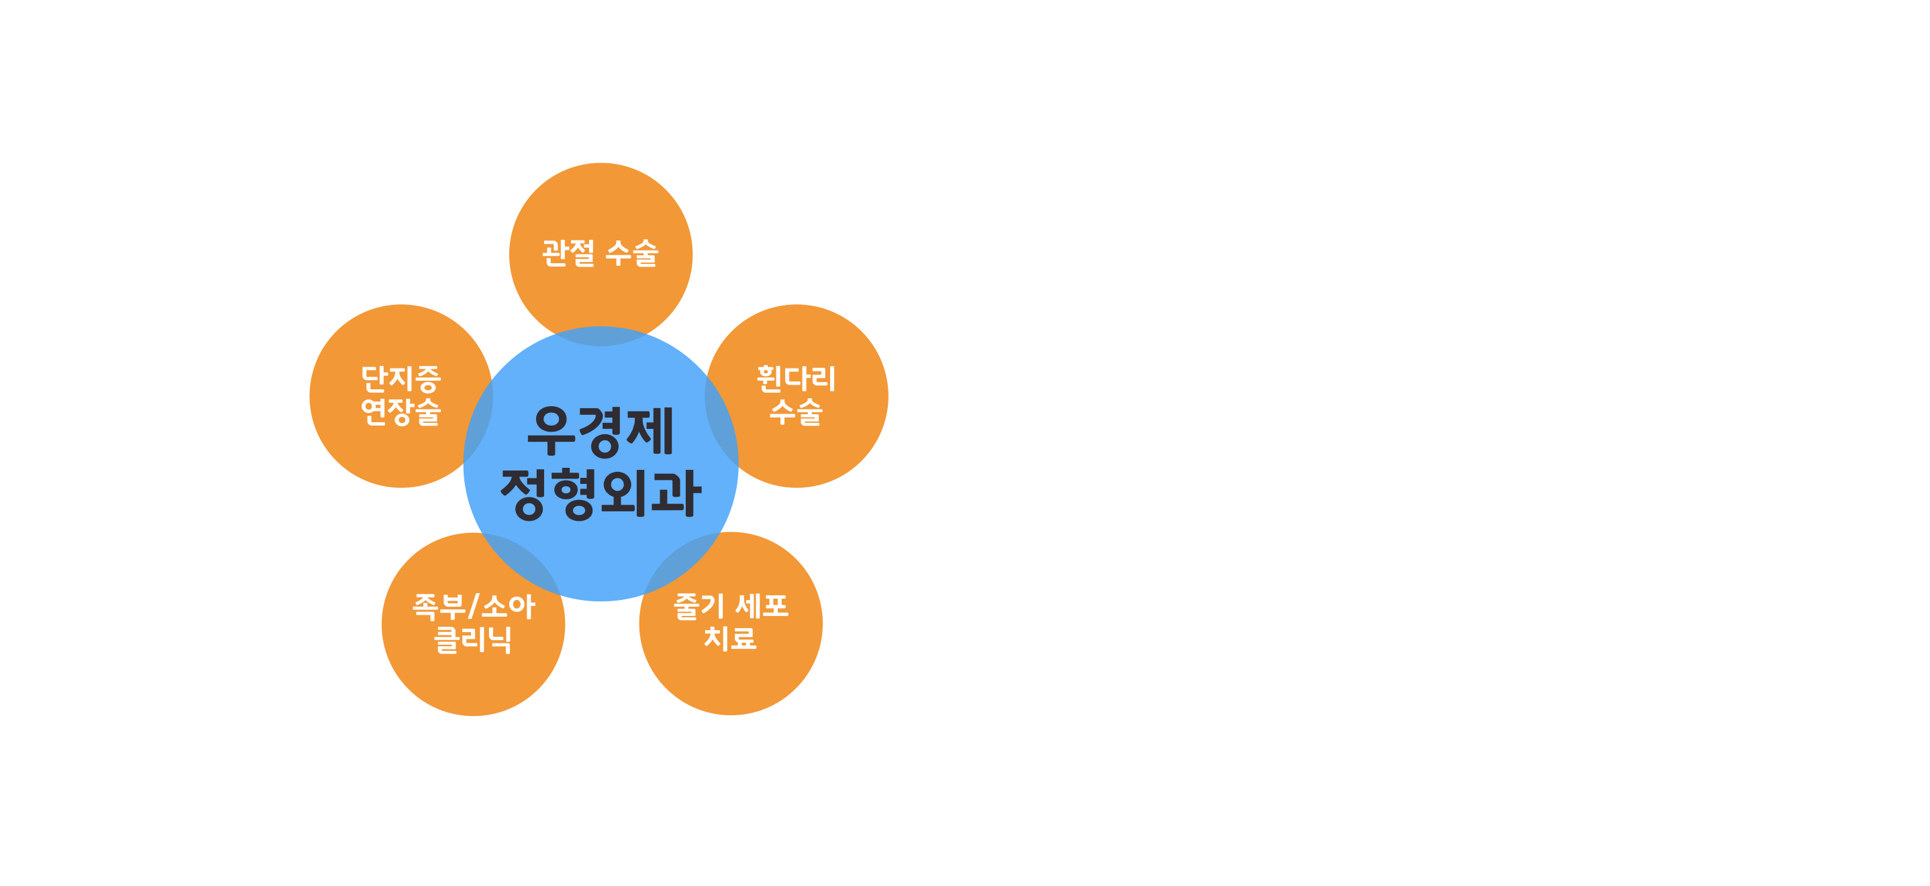 관절 수술
단지증
연장술
휜다리
수술
우경제
정형외과
족부/소아
클리닉
줄기 세포
치료